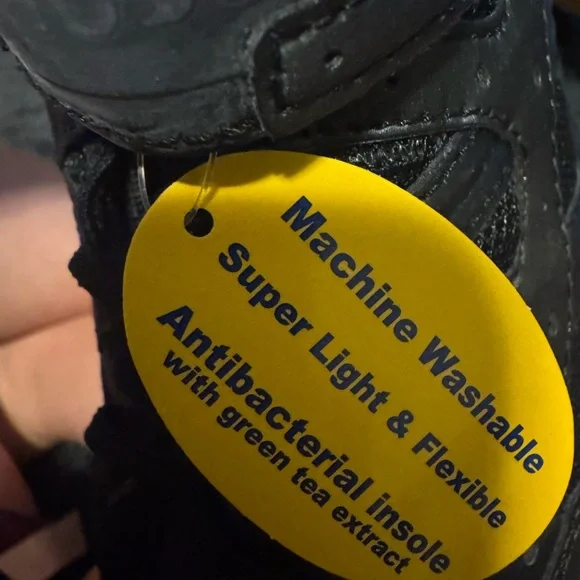 Machine Washable
Super Light & Flexible
Antibacterial insole
with green tea extract